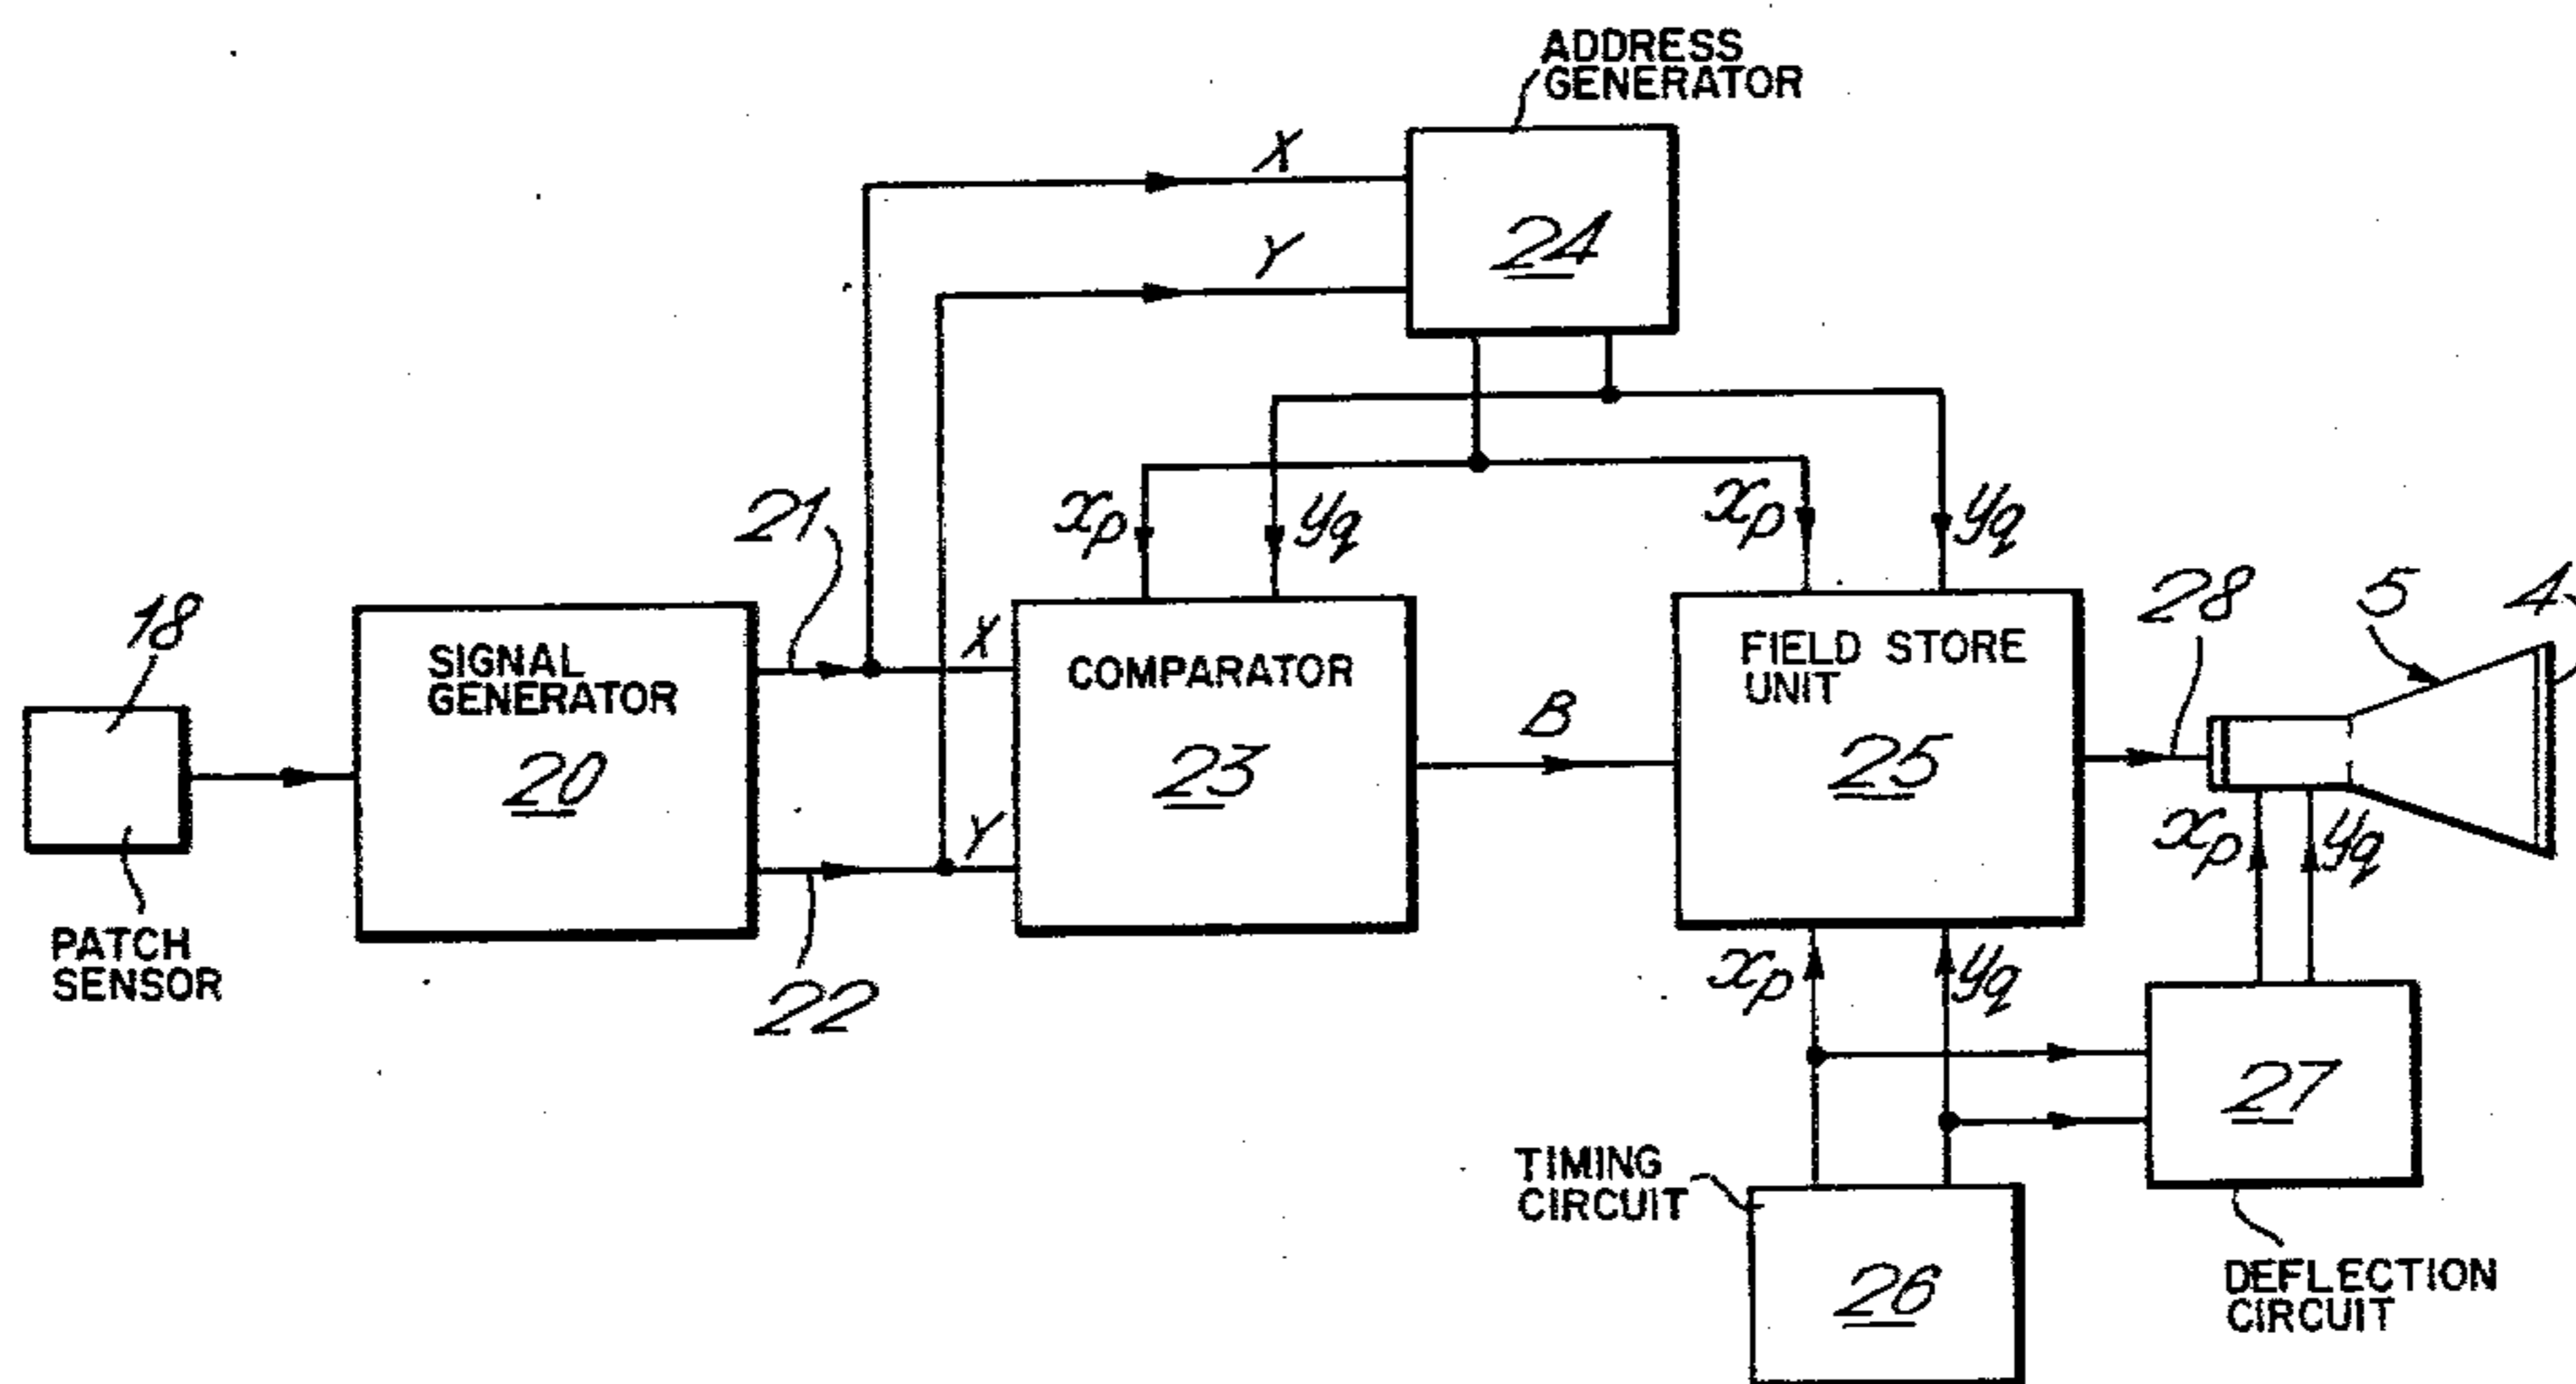 ADDRESS
GENERATOR
24
X
Y
21
xp
yq
xp
yq
18
SIGNAL
GENERATOR
20
X
COMPARATOR
23
Y
B
FIELD STORE
UNIT
25
28
5
4
PATCH
SENSOR
22
xp
yq
xp
yq
27
TIMING
CIRCUIT
26
DEFLECTION
CIRCUIT